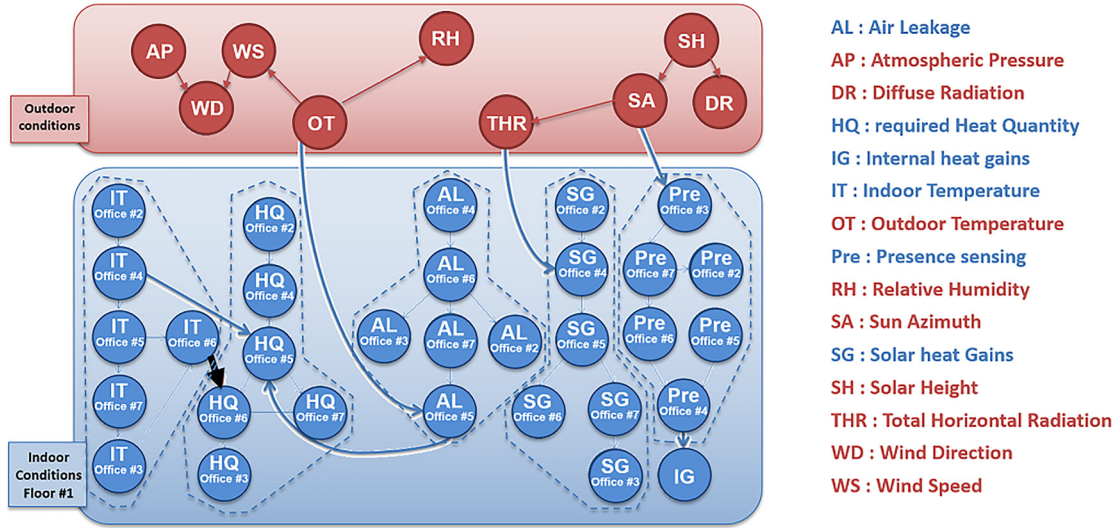 AP
WS
RH
SH
WD
OT
THR
SA
DR
Outdoor
conditions
IT
Office #2
IT
Office #4
IT
Office #5
IT
Office #6
IT
Office #7
IT
Office #3
HQ
Office #2
HQ
Office #4
HQ
Office #5
HQ
Office #6
HQ
Office #7
HQ
Office #3
AL
Office #4
AL
Office #6
AL
Office #3
AL
Office #7
AL
Office #2
AL
Office #5
SG
Office #2
SG
Office #4
SG
Office #5
SG
Office #6
SG
Office #7
SG
Office #3
Pre
Office #3
Pre
Office #7
Pre
Office #2
Pre
Office #6
Pre
Office #5
Pre
Office #4
IG
Indoor
Conditions
Floor #1
AL : Air Leakage
AP : Atmospheric Pressure
DR : Diffuse Radiation
HQ : required Heat Quantity
IG : Internal heat gains
IT : Indoor Temperature
OT : Outdoor Temperature
Pre : Presence sensing
RH : Relative Humidity
SA : Sun Azimuth
SG : Solar heat Gains
SH : Solar Height
THR : Total Horizontal Radiation
WD : Wind Direction
WS : Wind Speed